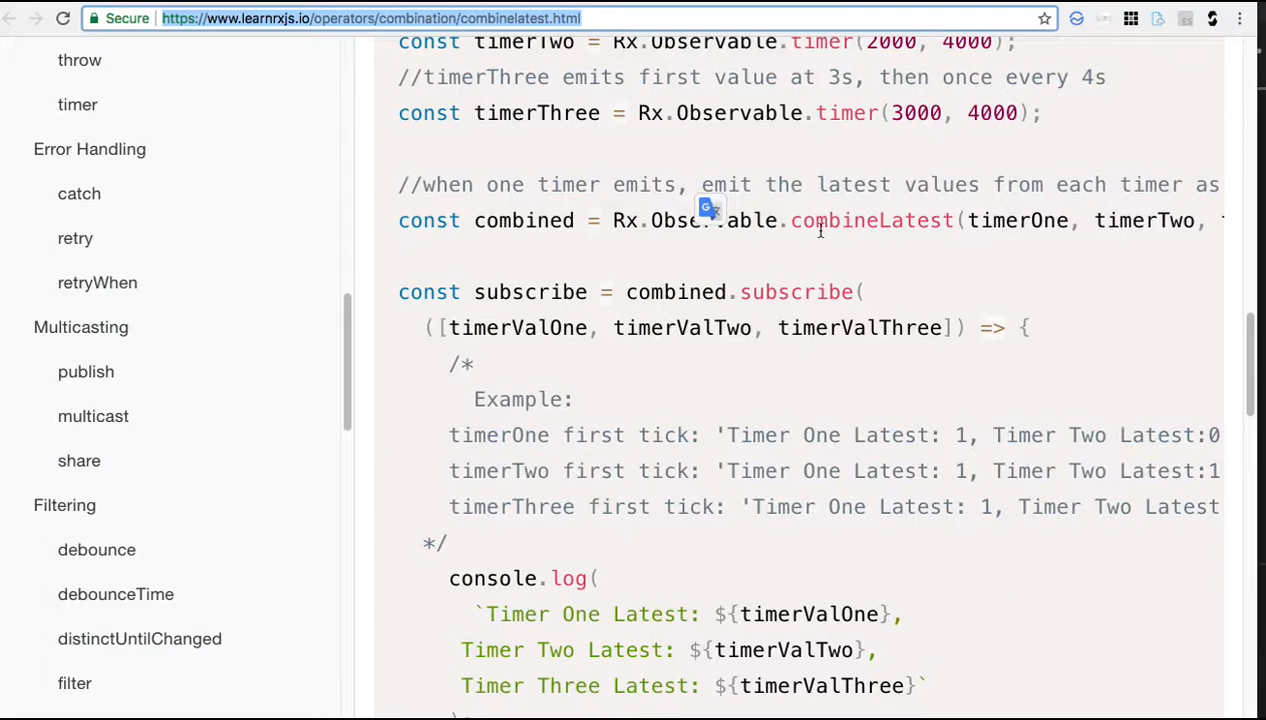 Secure
https://www.learnrxjs.io/operators/combination/combinelatest.html
throw
timer
Error Handling
catch
retry
retryWhen
Multicasting
publish
multicast
share
Filtering
debounce
debounceTime
distinctUntilChanged
filter
const timerTwo = Rx.Observable.timer(2000, 4000);
//timerThree emits first value at 3s, then once every 4s
const timerThree = Rx.Observable.timer(3000, 4000);
//when one timer emits, emit the latest values from each timer as
const combined = Rx.Observable.combineLatest(timerOne, timerTwo,
const subscribe = combined.subscribe(
([timerValOne, timerValTwo, timerValThree]) => {
/*
Example:
timerOne first tick: 'Timer One Latest: 1, Timer Two Latest:0
timerTwo first tick: 'Timer One Latest: 1, Timer Two Latest:1
timerThree first tick: 'Timer One Latest: 1, Timer Two Latest
*/
console.log(
`Timer One Latest: ${timerValOne},
Timer Two Latest: ${timerValTwo},
Timer Three Latest: ${timerValThree}`